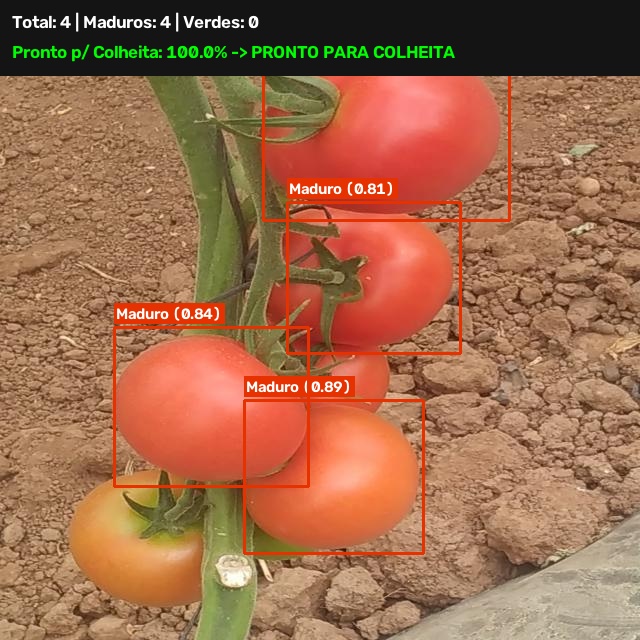 Total: 4 | Maduros: 4 | Verdes: 0
Pronto p/ Colheita: 100.0% -> PRONTO PARA COLHEITA
Maduro (0.81)
Maduro (0.84)
Maduro (0.89)